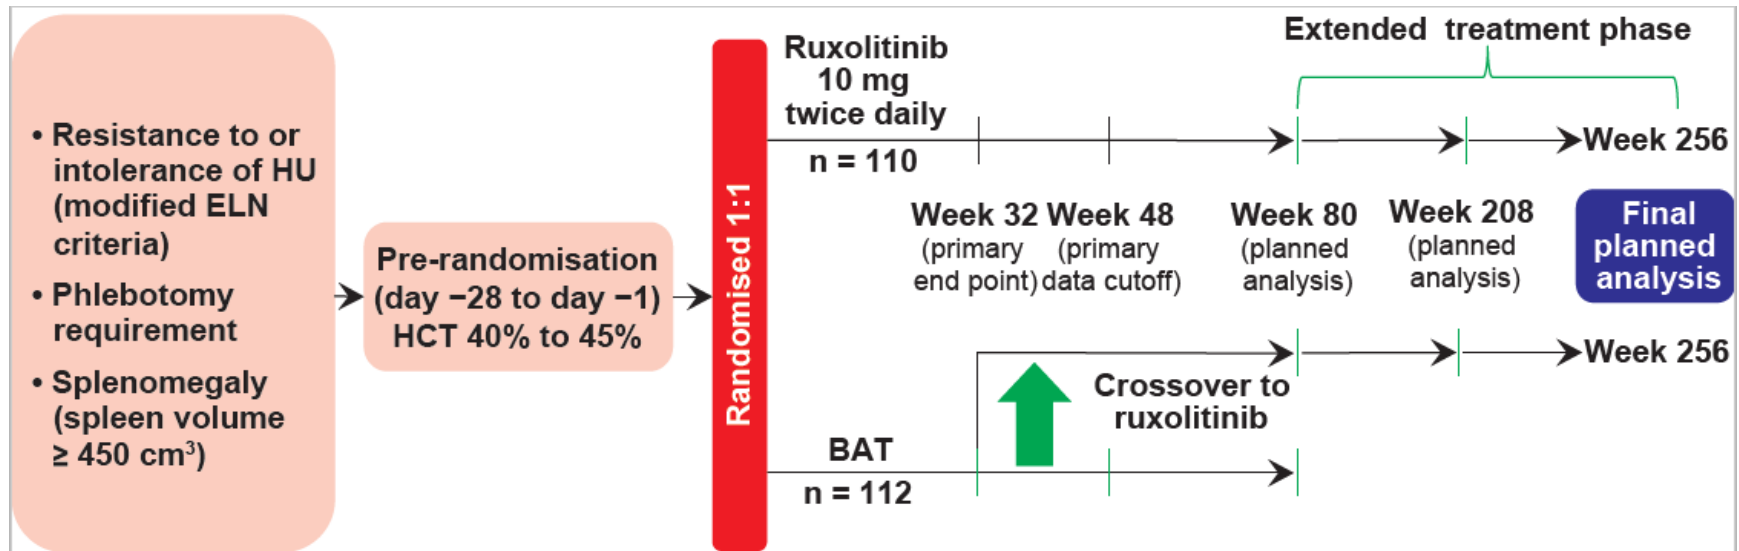 • Resistance to or
intolerance of HU
(modified ELN
criteria)
• Phlebotomy
requirement
• Splenomegaly
(spleen volume
≥ 450 cm³)
Pre-randomisation
(day −28 to day −1)
HCT 40% to 45%
Randomised 1:1
Ruxolitinib
10 mg
twice daily
n = 110
Extended treatment phase
Week 256
Week 32
(primary
end point)
Week 48
(primary
data cutoff)
Week 80
(planned
analysis)
Week 208
(planned
analysis)
Final
planned
analysis
Week 256
Crossover to
ruxolitinib
BAT
n = 112